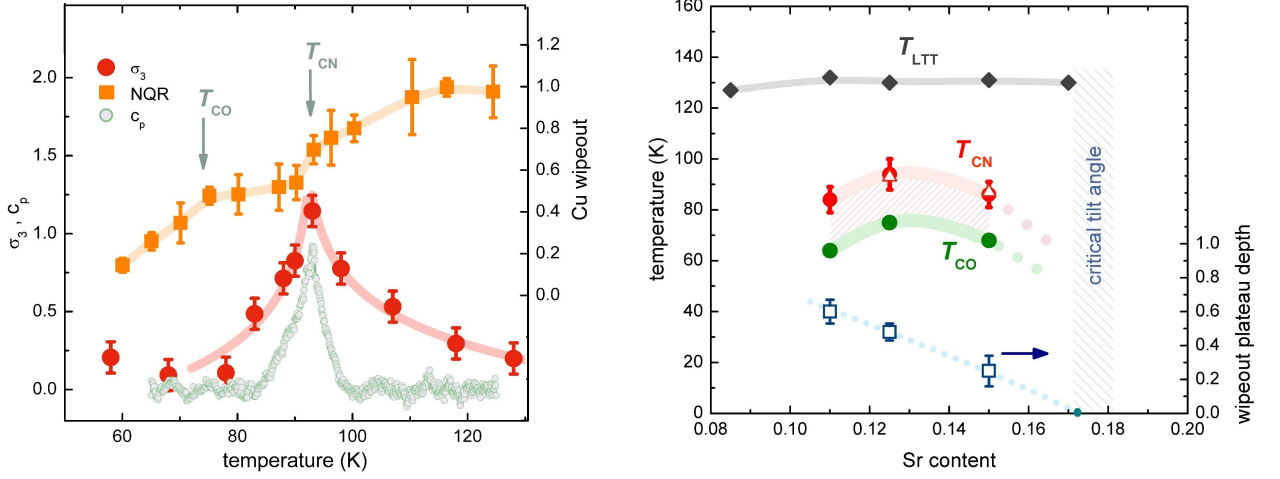 σ₃
NQR
cₚ
T_CO
T_CN
σ₃ , cₚ
2.0
1.5
1.0
0.5
0.0
60
80
100
120
temperature (K)
1.2
1.0
0.8
0.6
0.4
0.2
0.0
Cu wipeout
160
140
120
100
80
60
40
20
0
temperature (K)
T_LTT
T_CN
T_CO
critical tilt angle
1.0
0.8
0.6
0.4
0.2
0.0
wipeout plateau depth
0.08
0.10
0.12
0.14
0.16
0.18
0.20
Sr content